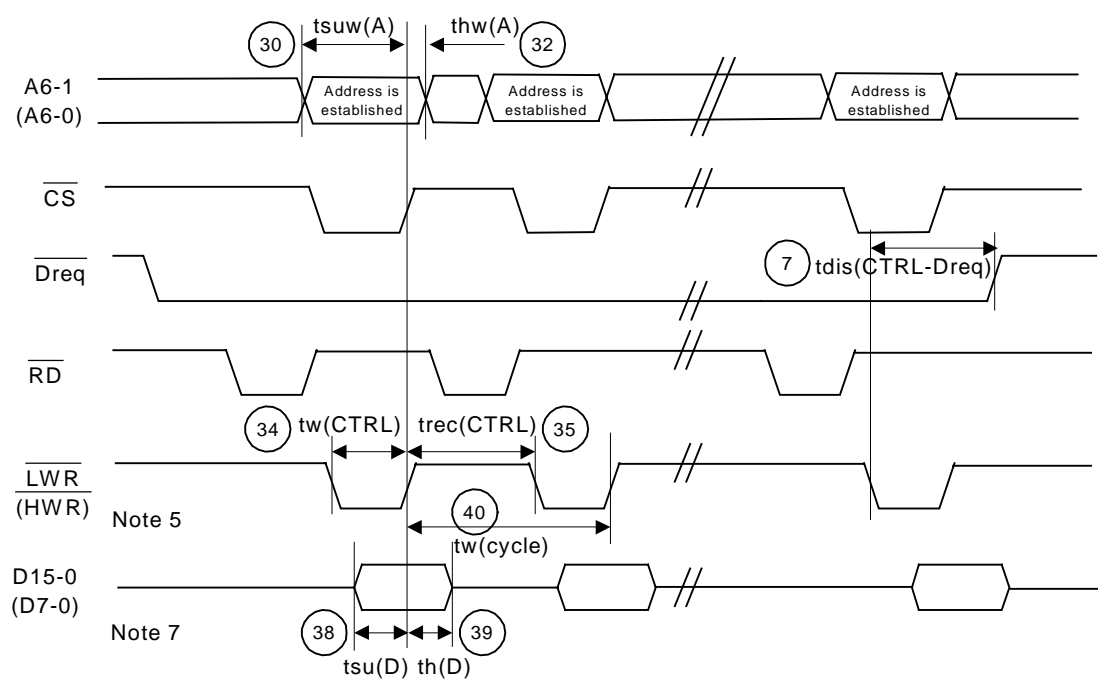 30
tsuw(A)
thw(A)
32
A6-1
(A6-0)
Address is
established
Address is
established
Address is
established
CS
Dreq
7
tdis(CTRL-Dreq)
RD
34
tw(CTRL)
trec(CTRL)
35
LWR
(HWR)
Note 5
40
tw(cycle)
D15-0
(D7-0)
Note 7
38
39
tsu(D)
th(D)